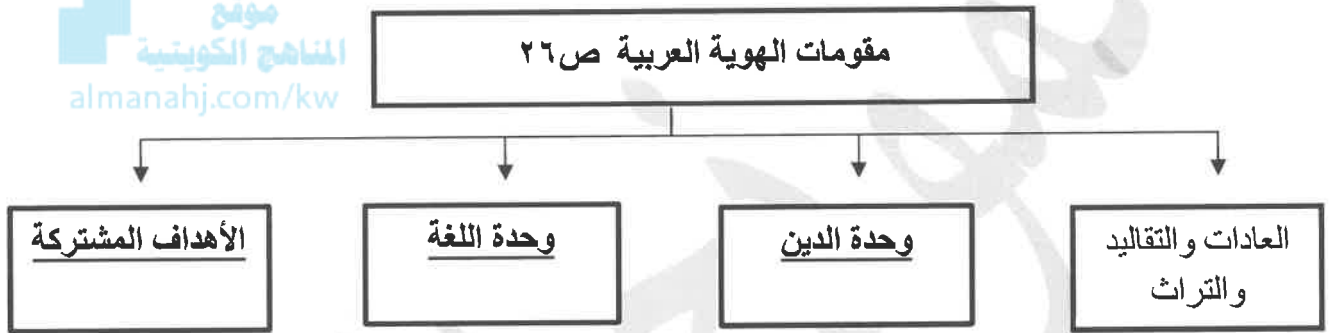 موقع
المناهج الكويتية
almanahj.com/kw
مقومات الهوية العربية ص٢٦
العادات والتقاليد
والتراث
وحدة الدين
وحدة اللغة
الأهداف المشتركة